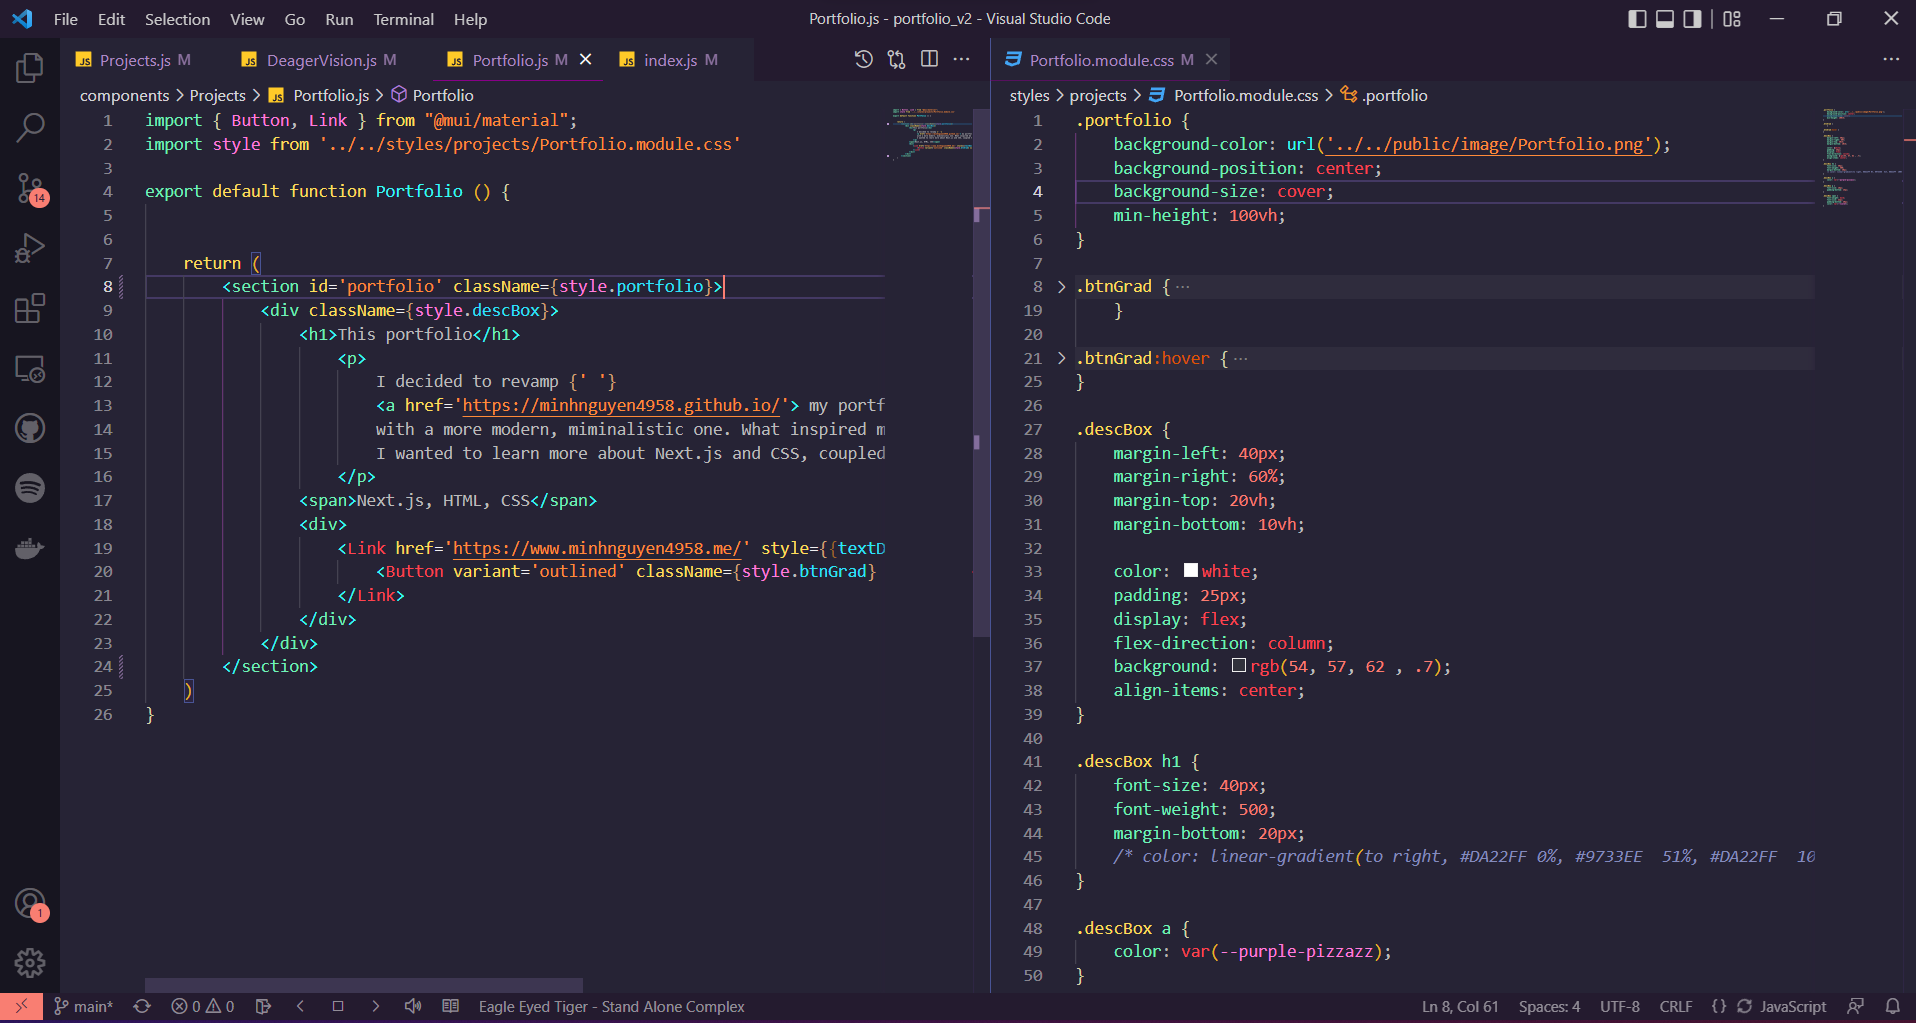 File Edit Selection View Go Run Terminal Help
Portfolio.js - portfolio_v2 - Visual Studio Code
JS Projects.js M
JS DeagerVision.js M
JS Portfolio.js M
JS index.js M
components > Projects > JS Portfolio.js > Portfolio
1 import { Button, Link } from "@mui/material";
2 import style from '../../styles/projects/Portfolio.module.css'
3
4 export default function Portfolio () {
5
6
7 return (
8 <section id='portfolio' className={style.portfolio}>
9 <div className={style.descBox}>
10 <h1>This portfolio</h1>
11 <p>
12 I decided to revamp {' '}
13 <a href='https://minhnguyen4958.github.io/'> my portf
14 with a more modern, miminalistic one. What inspired m
15 I wanted to learn more about Next.js and CSS, coupled
16 </p>
17 <span>Next.js, HTML, CSS</span>
18 <div>
19 <Link href='https://www.minhnguyen4958.me/' style={{textD
20 <Button variant='outlined' className={style.btnGrad}
21 </Link>
22 </div>
23 </div>
24 </section>
25 )
26 }
Portfolio.module.css M
styles > projects > Portfolio.module.css > .portfolio
1 .portfolio {
2 background-color: url('../../public/image/Portfolio.png');
3 background-position: center;
4 background-size: cover;
5 min-height: 100vh;
6 }
7
8 .btnGrad { ···
19 }
20
21 .btnGrad:hover { ···
25 }
26
27 .descBox {
28 margin-left: 40px;
29 margin-right: 60%;
30 margin-top: 20vh;
31 margin-bottom: 10vh;
32
33 color: white;
34 padding: 25px;
35 display: flex;
36 flex-direction: column;
37 background: rgb(54, 57, 62 , .7);
38 align-items: center;
39 }
40
41 .descBox h1 {
42 font-size: 40px;
43 font-weight: 500;
44 margin-bottom: 20px;
45 /* color: linear-gradient(to right, #DA22FF 0%, #9733EE  51%, #DA22FF  10
46 }
47
48 .descBox a {
49 color: var(--purple-pizzazz);
50 }
14
1
main* 0 0 Eagle Eyed Tiger - Stand Alone Complex
Ln 8, Col 61 Spaces: 4 UTF-8 CRLF {} JavaScript